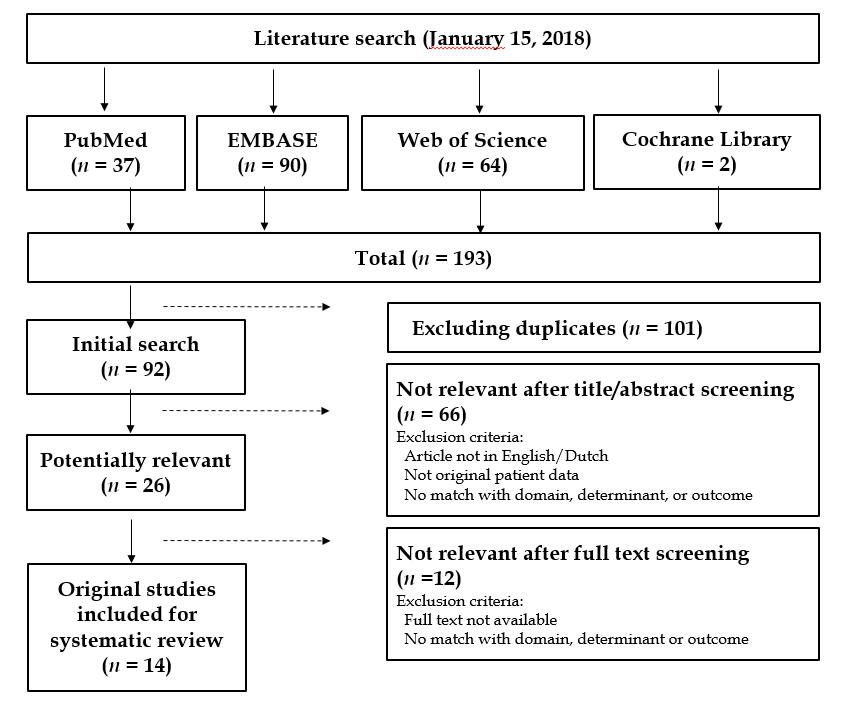 Literature search (January 15, 2018)
PubMed
(n = 37)
EMBASE
(n = 90)
Web of Science
(n = 64)
Cochrane Library
(n = 2)
Total (n = 193)
Excluding duplicates (n = 101)
Initial search
(n = 92)
Not relevant after title/abstract screening
(n = 66)
Exclusion criteria:
Article not in English/Dutch
Not original patient data
No match with domain, determinant, or outcome
Potentially relevant
(n = 26)
Not relevant after full text screening
(n =12)
Exclusion criteria:
Full text not available
No match with domain, determinant or outcome
Original studies
included for
systematic review
(n = 14)